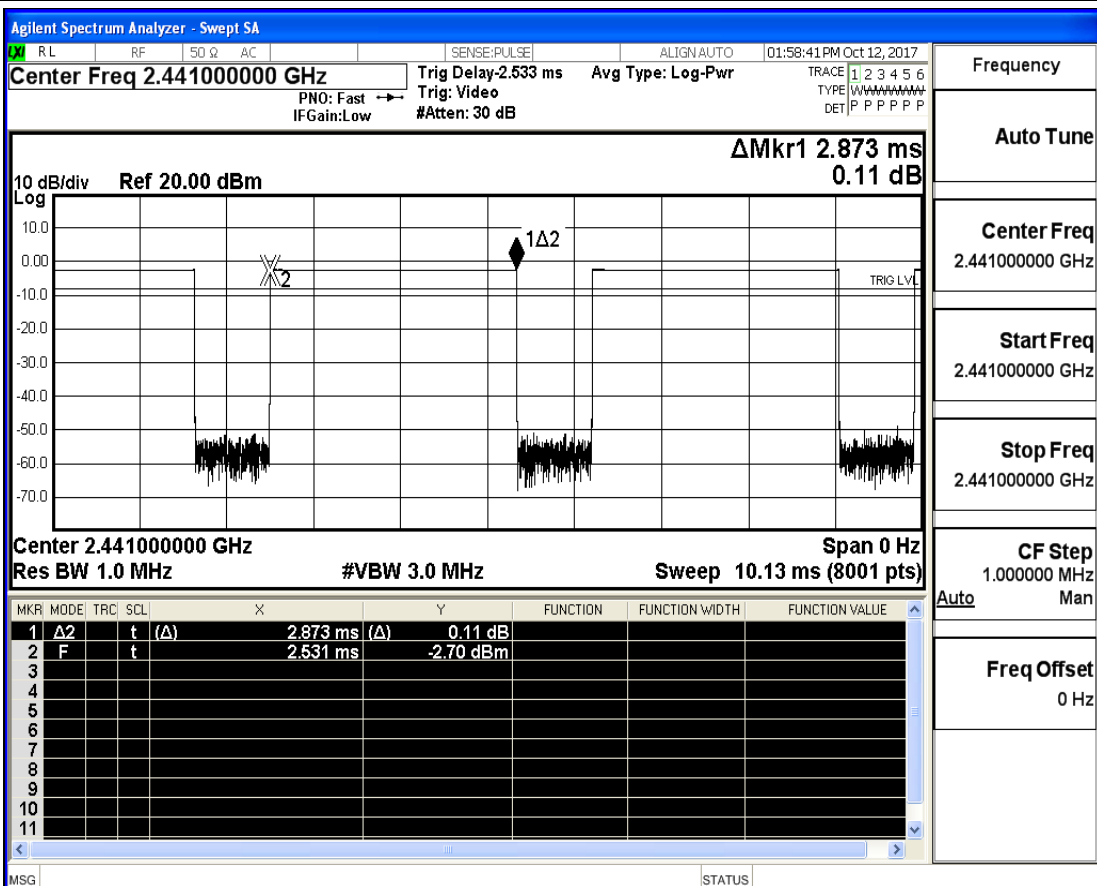 Agilent Spectrum Analyzer - Swept SA
LXI RL RF 50 Ω AC SENSE:PULSE ALIGN AUTO 01:58:41 PM Oct 12, 2017
Center Freq 2.441000000 GHz
PNO: Fast
IFGain:Low
Trig Delay-2.533 ms
Trig: Video
#Atten: 30 dB
Avg Type: Log-Pwr
TRACE 1 2 3 4 5 6
TYPE WWWWWW
DET P P P P P P
ΔMkr1 2.873 ms
0.11 dB
10 dB/div Ref 20.00 dBm
Log
10.0
0.00
-10.0
-20.0
-30.0
-40.0
-50.0
-60.0
-70.0
1Δ2
2
TRIG LVL
Center 2.441000000 GHz Span 0 Hz
Res BW 1.0 MHz #VBW 3.0 MHz Sweep 10.13 ms (8001 pts)
MKR MODE TRC SCL X Y FUNCTION FUNCTION WIDTH FUNCTION VALUE
1 Δ2 t (Δ) 2.873 ms (Δ) 0.11 dB
2 F t 2.531 ms -2.70 dBm
3
4
5
6
7
8
9
10
11
MSG STATUS
Frequency
Auto Tune
Center Freq
2.441000000 GHz
Start Freq
2.441000000 GHz
Stop Freq
2.441000000 GHz
CF Step
1.000000 MHz
Auto Man
Freq Offset
0 Hz